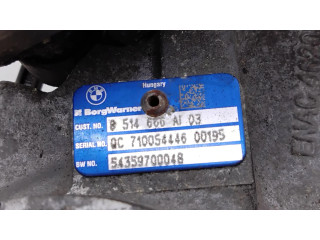 Hungary
BorgWarner
CUST. NO. 8 514 666 AI 03
SERIAL NO. QC 710054446 00195
BW NO. 54359700048